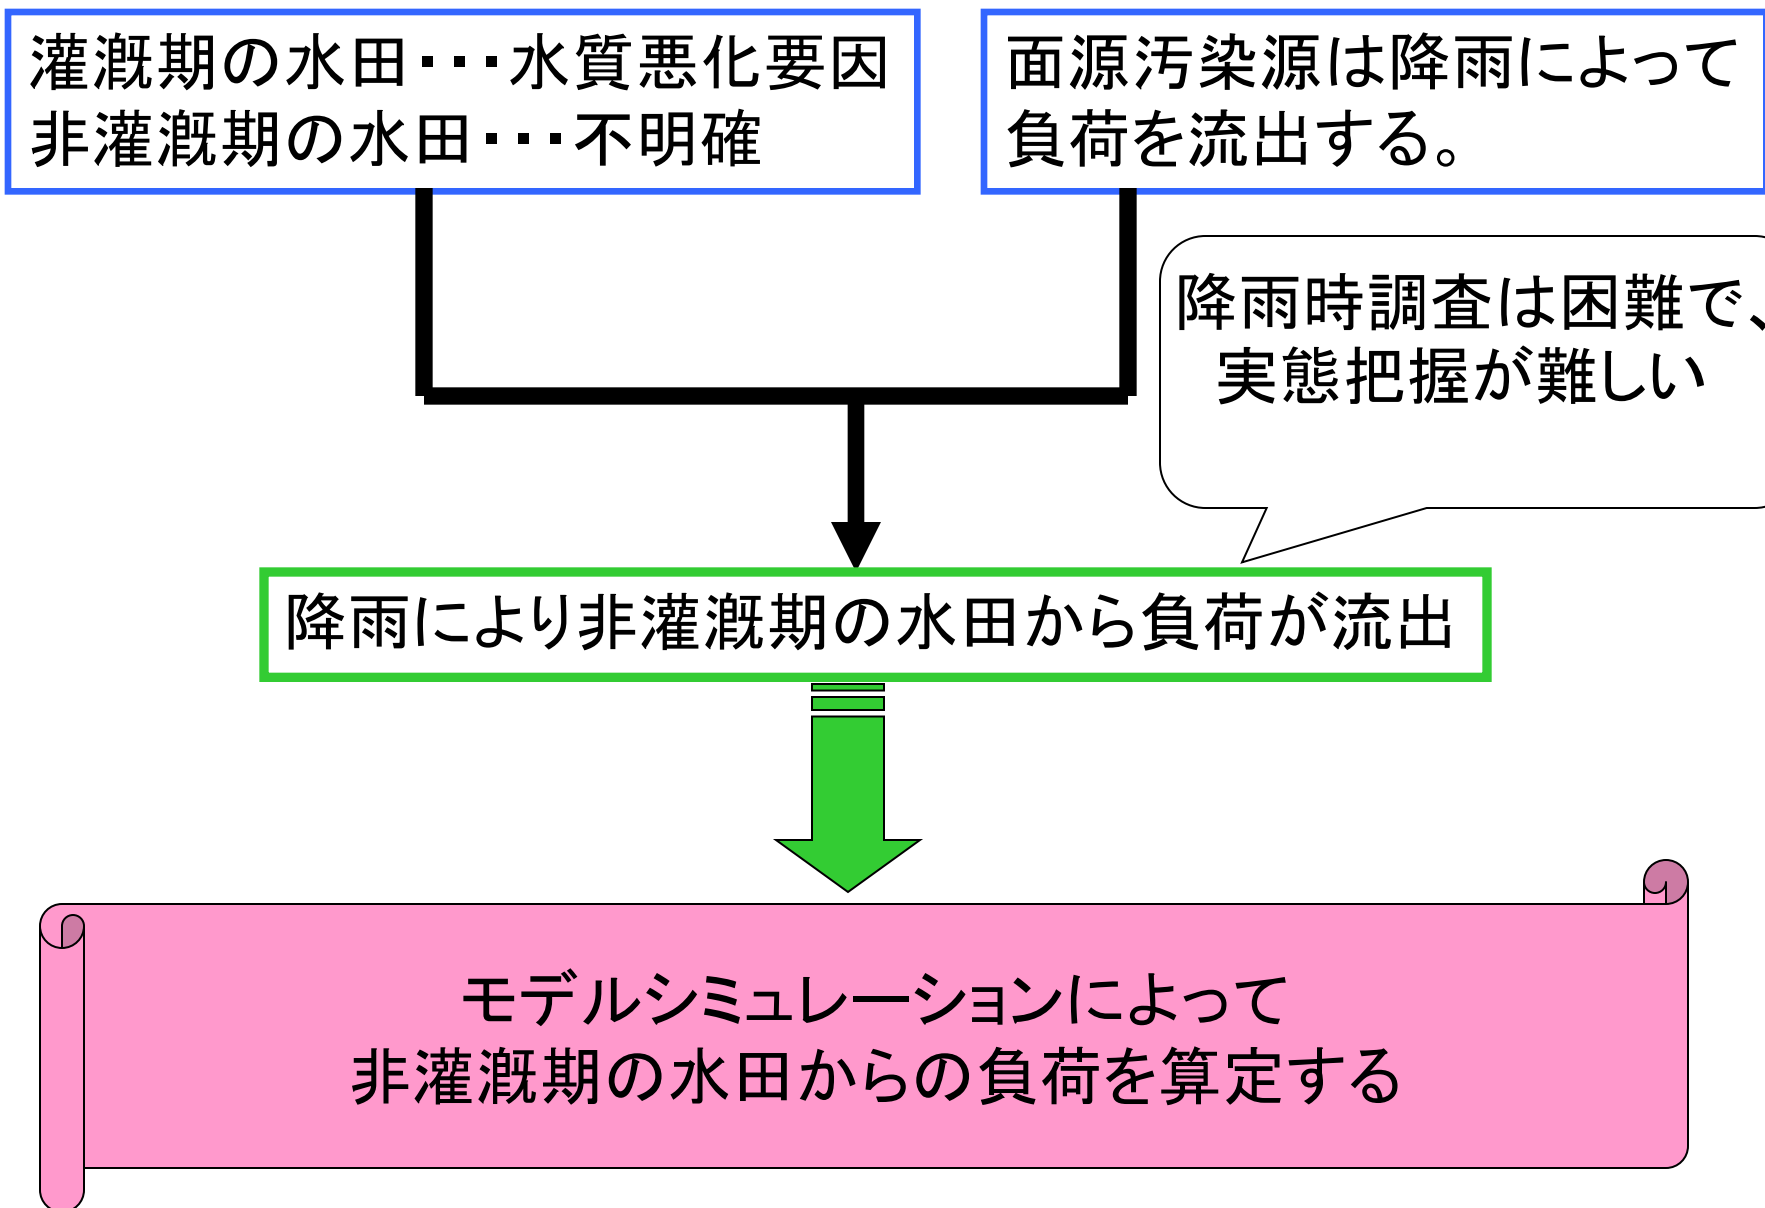 灌漑期の水田･･･水質悪化要因
非灌漑期の水田･･･不明確
面源汚染源は降雨によって
負荷を流出する。
降雨時調査は困難で、
実態把握が難しい
降雨により非灌漑期の水田から負荷が流出
モデルシミュレーションによって
非灌漑期の水田からの負荷を算定する